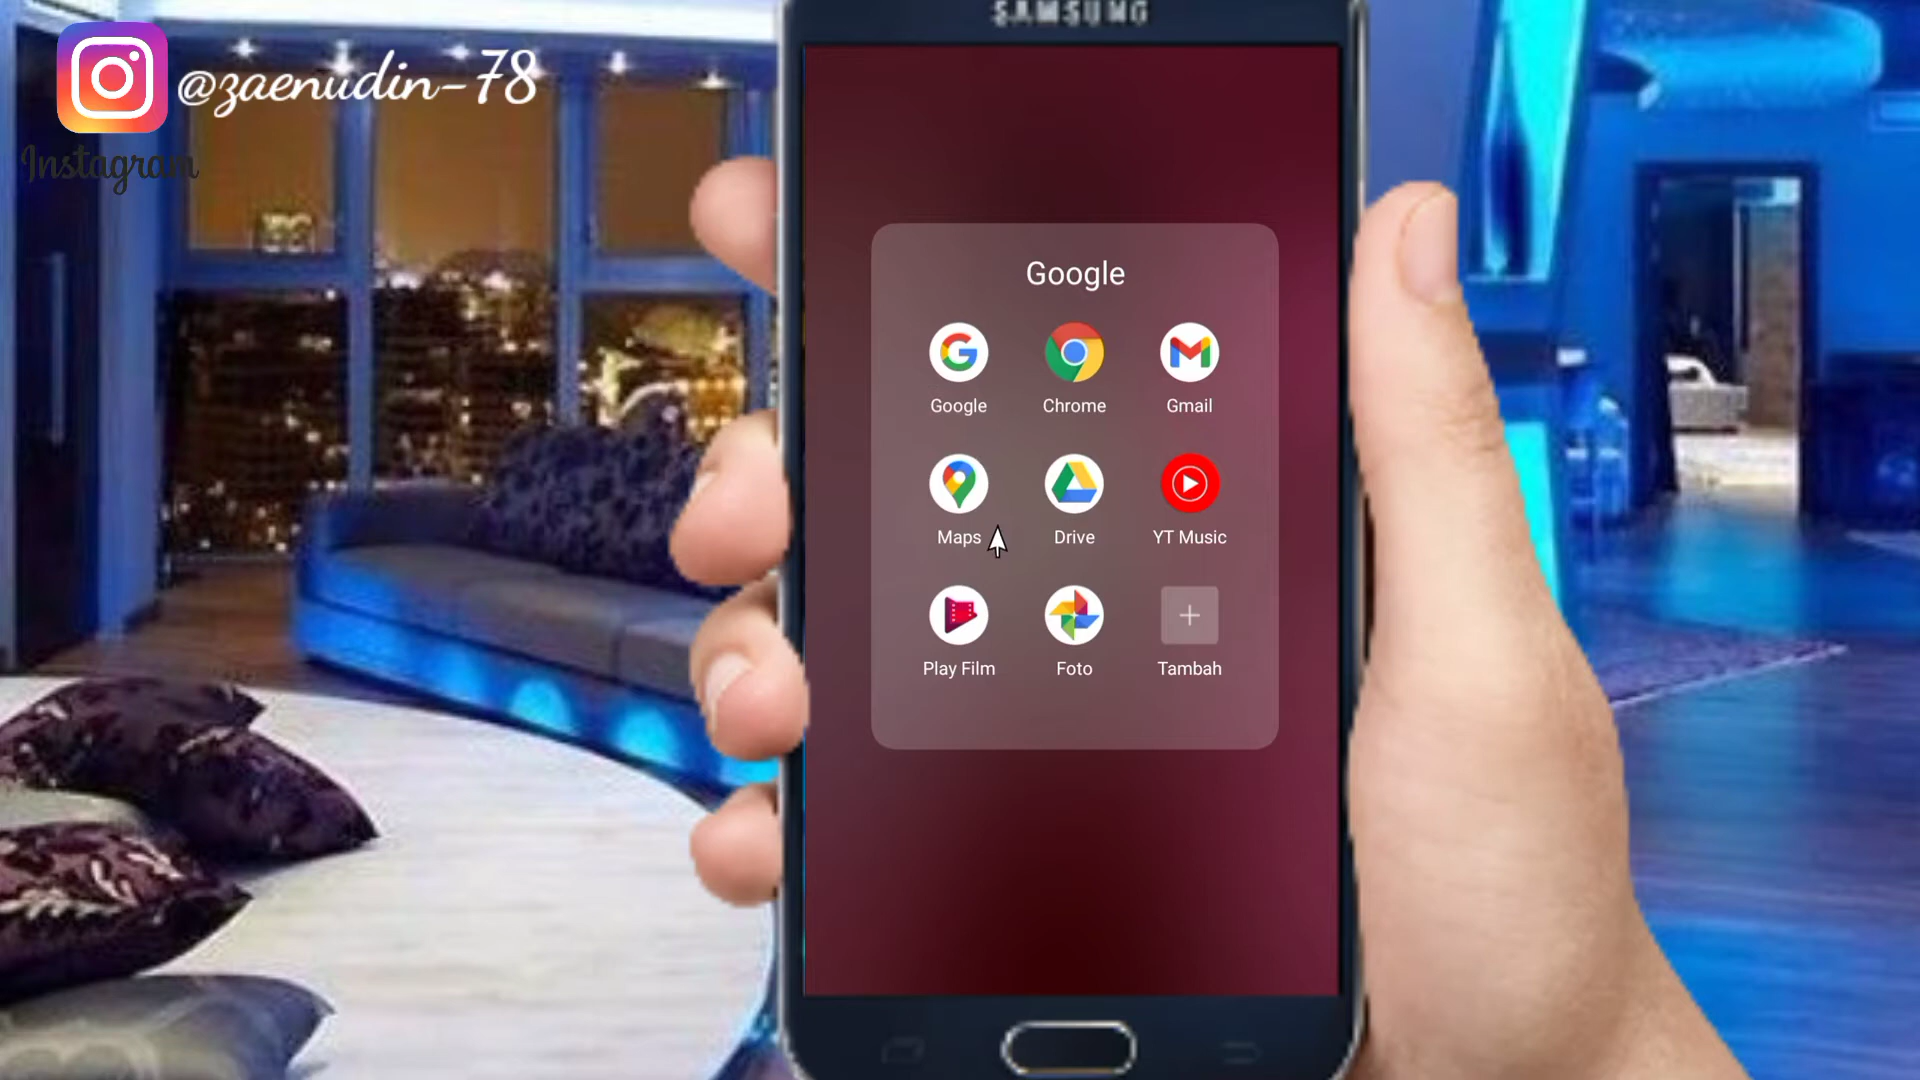 @zaenudin-78
Instagram
SAMSUNG
Google
Google Chrome Gmail
Maps Drive YT Music
Play Film Foto Tambah